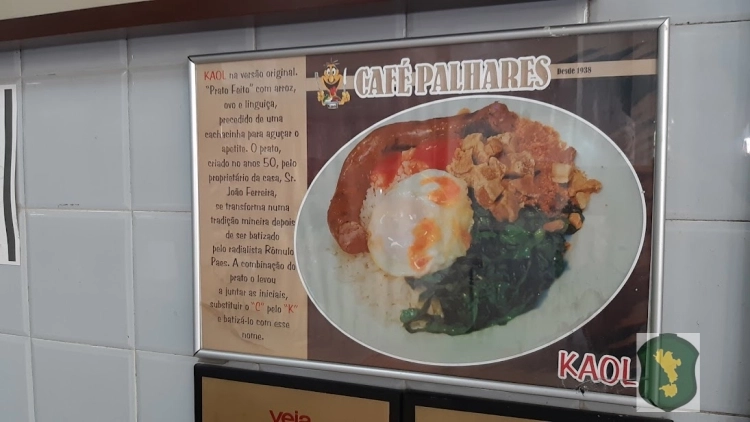 KAOL na versão original.
"Prato Feito" com arroz,
ovo e linguiça,
precedido de uma
cachacinha para aguçar o
apetite. O prato,
criado no anos 50, pelo
proprietário da casa, Sr.
João Ferreira,
se transforma numa
tradição mineira depois
de ser batizado
pelo radialista Rômulo
Paes. A combinação do
prato o levou
a juntar as iniciais,
substituir o "C" pelo "K"
e batizá-lo com esse
nome.
CAFÉ PALHARES
Desde 1938
KAOL
veja